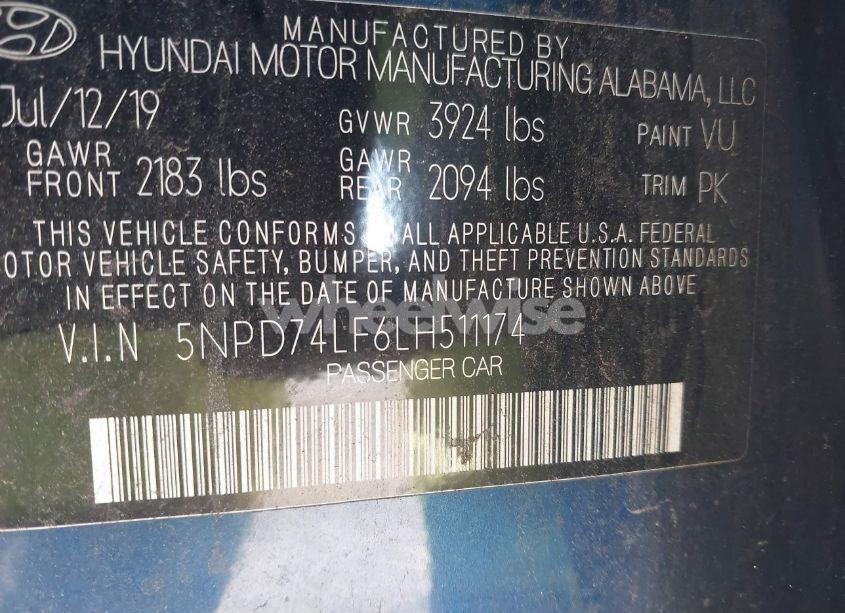 MANUFACTURED BY
HYUNDAI MOTOR MANUFACTURING ALABAMA, LLC
Jul/12/19 GVWR 3924 lbs PAINT VU
GAWR FRONT 2183 lbs GAWR REAR 2094 lbs TRIM PK
THIS VEHICLE CONFORMS ALL APPLICABLE U.S.A. FEDERAL
OTOR VEHICLE SAFETY, BUMPER, AND THEFT PREVENTION STANDARDS
IN EFFECT ON THE DATE OF MANUFACTURE SHOWN ABOVE
wheelwise
V.I.N 5NPD74LF6LH511174
PASSENGER CAR